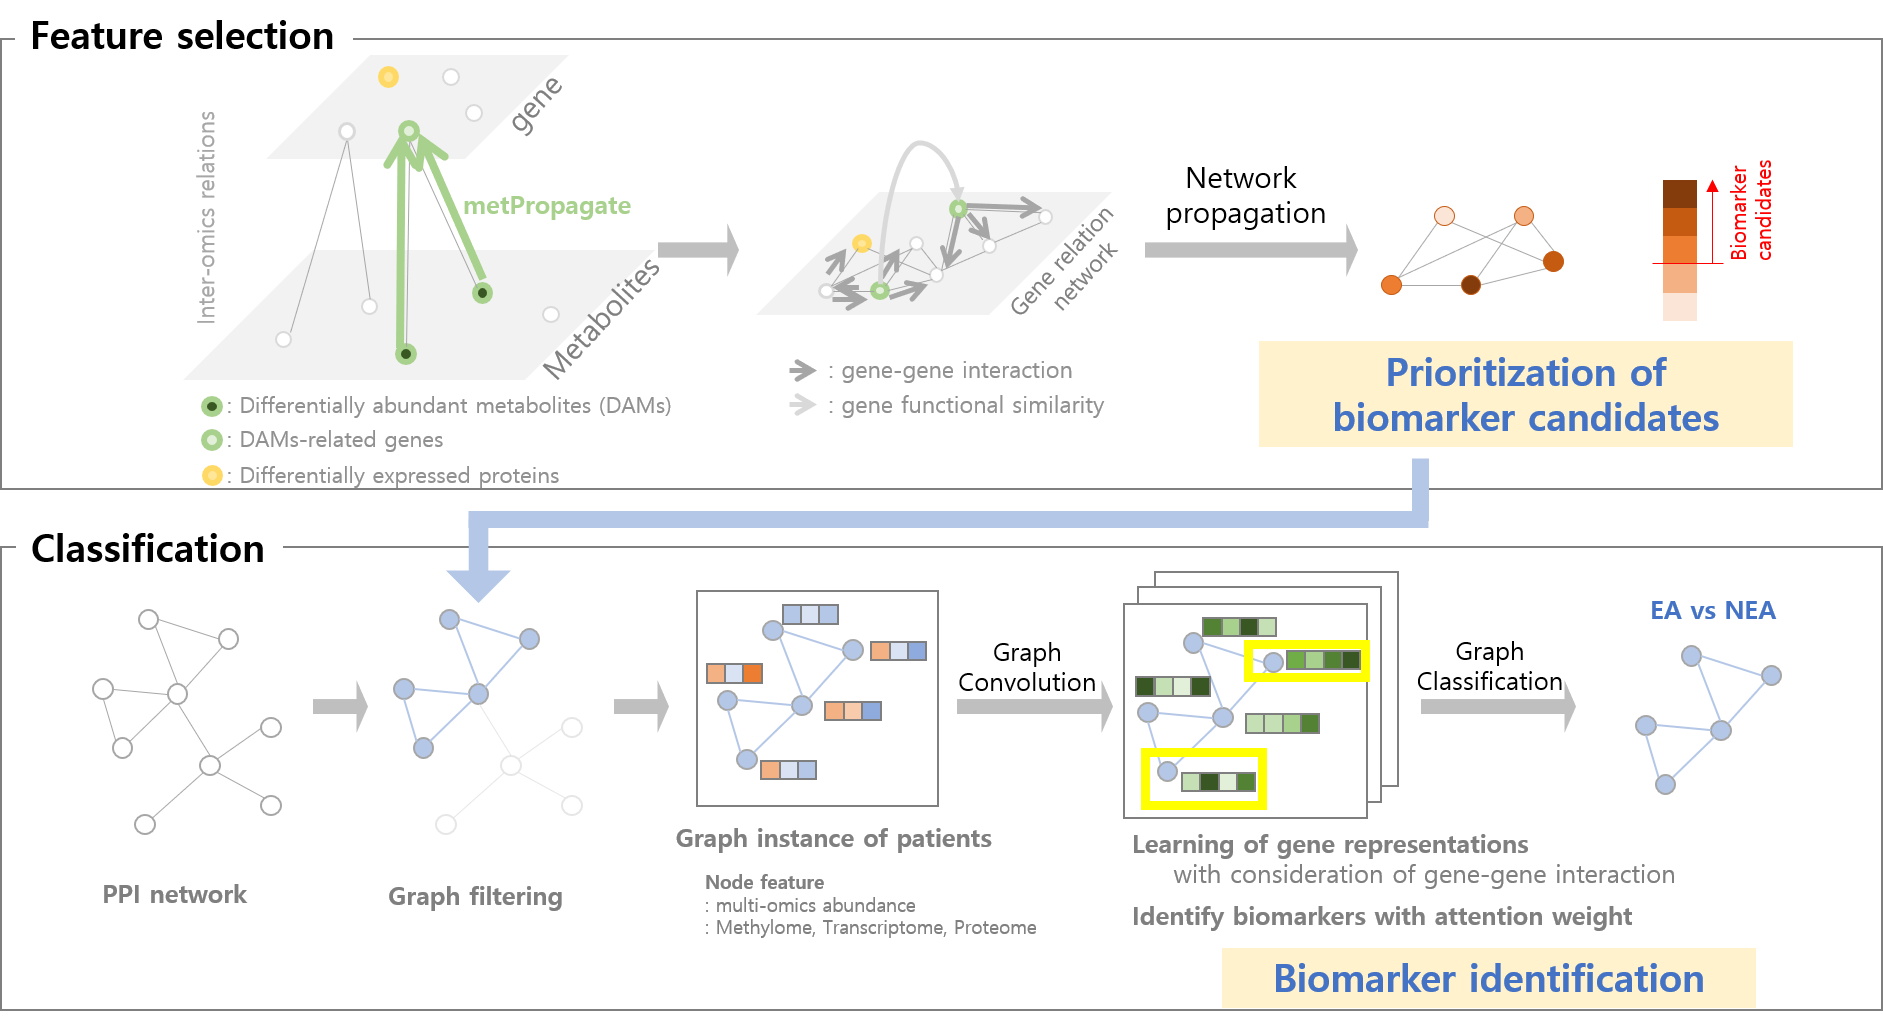 Feature selection
Inter-omics relations
gene
metPropagate
Metabolites
: Differentially abundant metabolites (DAMs)
: DAMs-related genes
: Differentially expressed proteins
Gene relation
network
: gene-gene interaction
: gene functional similarity
Network
propagation
Biomarker
candidates
Prioritization of
biomarker candidates
Classification
PPI network
Graph filtering
Graph instance of patients
Node feature
: multi-omics abundance
: Methylome, Transcriptome, Proteome
Graph
Convolution
Learning of gene representations
with consideration of gene-gene interaction
Identify biomarkers with attention weight
Graph
Classification
EA vs NEA
Biomarker identification